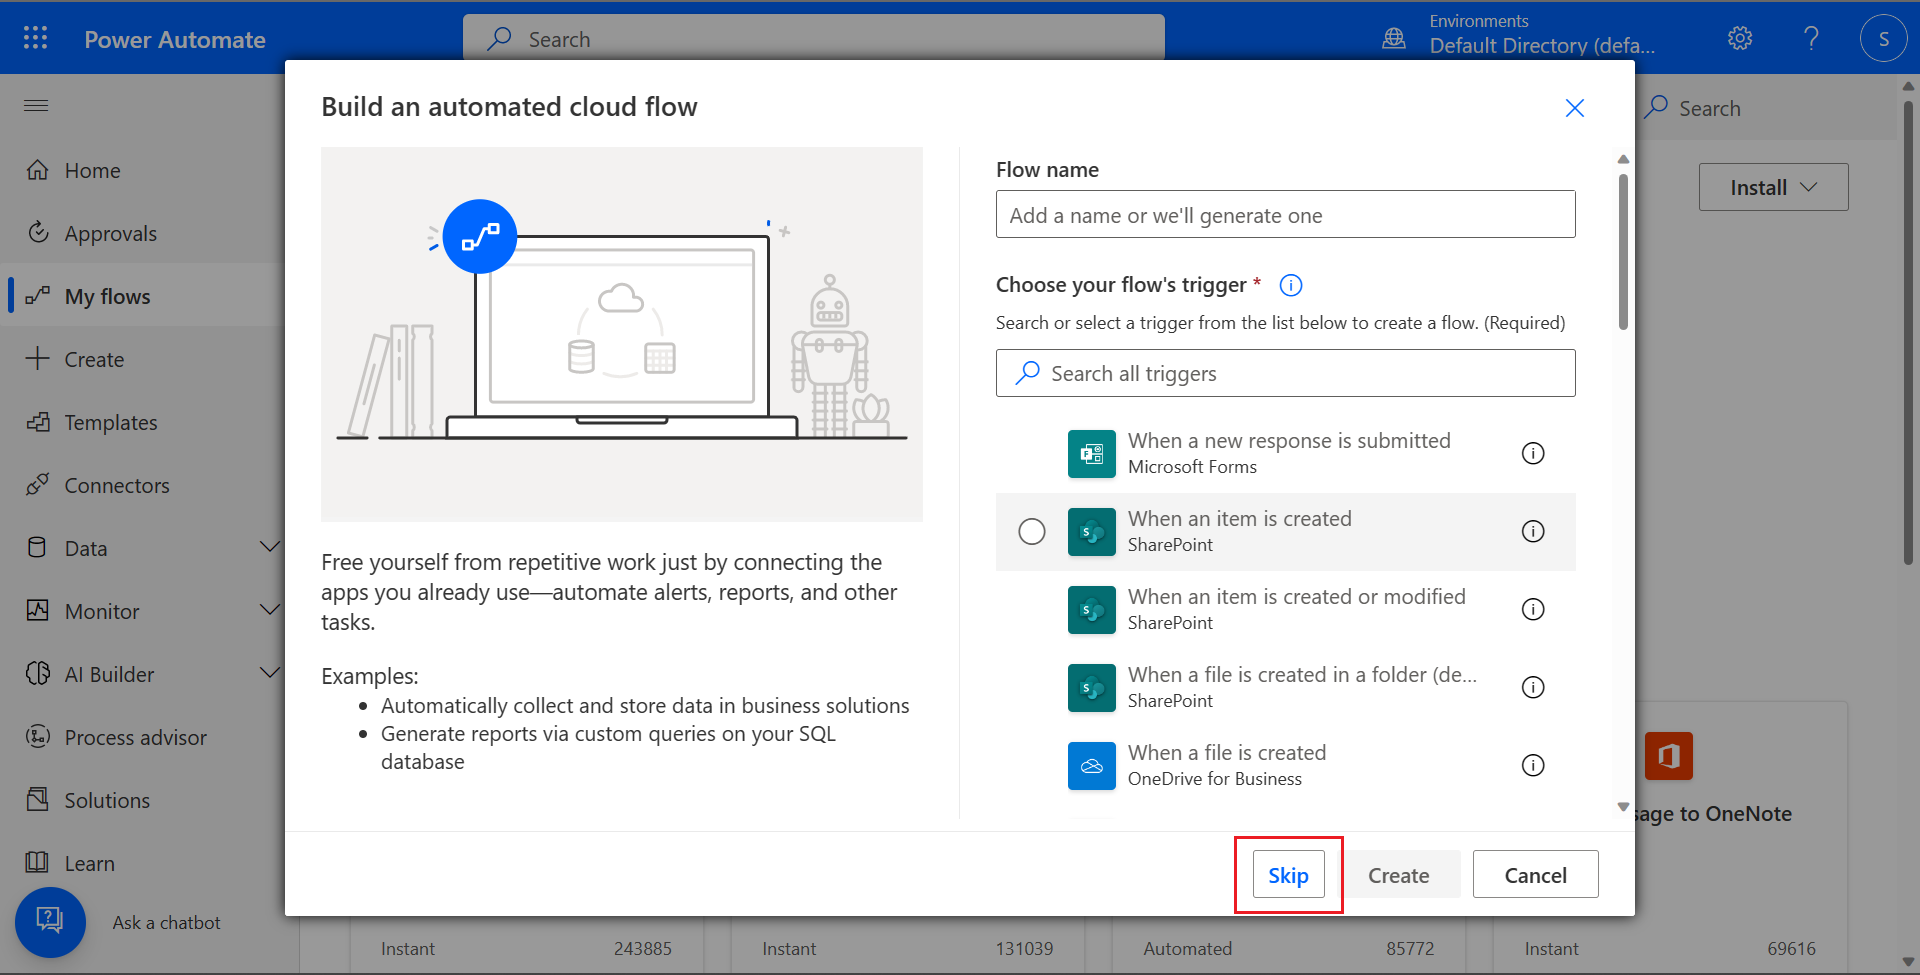 Power Automate
Search
Environments
Default Directory (defa...
?
S
Build an automated cloud flow
Search
Home
Approvals
My flows
Create
Templates
Connectors
Data
Monitor
AI Builder
Process advisor
Solutions
Learn
Ask a chatbot
Install
Free yourself from repetitive work just by connecting the
apps you already use—automate alerts, reports, and other
tasks.
Examples:
• Automatically collect and store data in business solutions
• Generate reports via custom queries on your SQL
database
Flow name
Add a name or we'll generate one
Choose your flow's trigger *
Search or select a trigger from the list below to create a flow. (Required)
Search all triggers
When a new response is submitted
Microsoft Forms
When an item is created
SharePoint
When an item is created or modified
SharePoint
When a file is created in a folder (de...
SharePoint
When a file is created
OneDrive for Business
Skip
Create
Cancel
sage to OneNote
Instant 243885
Instant 131039
Automated 85772
Instant 69616